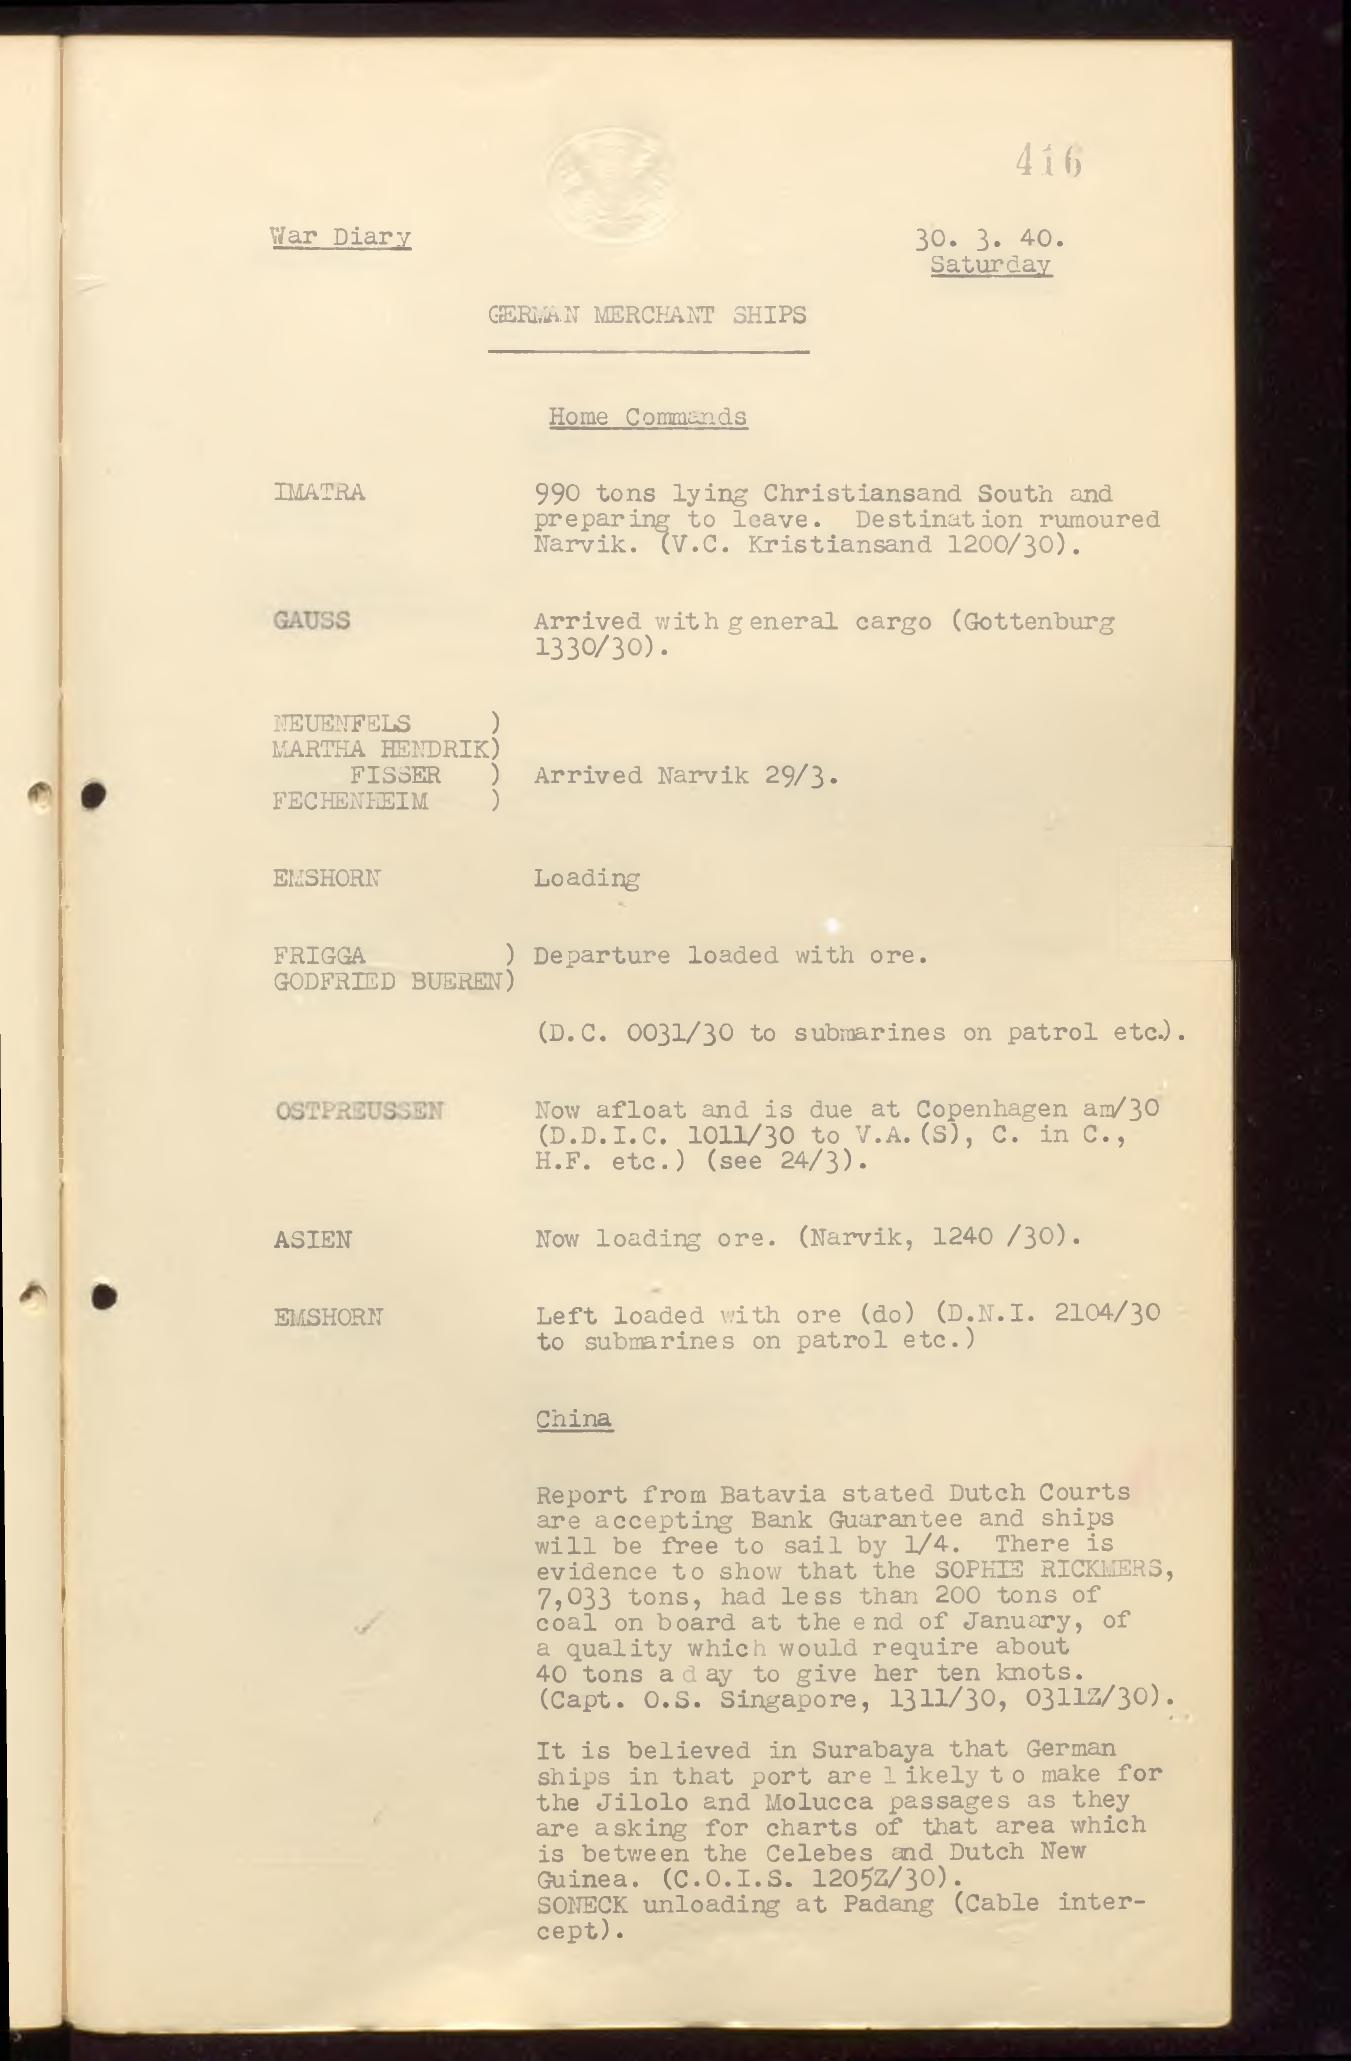 416
War Diary
30. 3. 40.
Saturday
GERMAN MERCHANT SHIPS
Home Commands
IMATRA 990 tons lying Christiansand South and
preparing to leave. Destination rumoured
Narvik. (V.C. Kristiansand 1200/30).
GAUSS Arrived with general cargo (Gottenburg
1330/30).
NEUENFELS )
MARTHA HENDRIK)
FISSER ) Arrived Narvik 29/3.
FECHENHEIM )
EMSHORN Loading
FRIGGA ) Departure loaded with ore.
GODFRIED BUEREN)
(D.C. 0031/30 to submarines on patrol etc.).
OSTPREUSSEN Now afloat and is due at Copenhagen am/30
(D.D.I.C. 1011/30 to V.A.(S), C. in C.,
H.F. etc.) (see 24/3).
ASIEN Now loading ore. (Narvik, 1240 /30).
EMSHORN Left loaded with ore (do) (D.N.I. 2104/30
to submarines on patrol etc.)
China
Report from Batavia stated Dutch Courts
are accepting Bank Guarantee and ships
will be free to sail by 1/4. There is
evidence to show that the SOPHIE RICKMERS,
7,033 tons, had less than 200 tons of
coal on board at the end of January, of
a quality which would require about
40 tons a day to give her ten knots.
(Capt. O.S. Singapore, 1311/30, 0311Z/30).
It is believed in Surabaya that German
ships in that port are likely to make for
the Jilolo and Molucca passages as they
are asking for charts of that area which
is between the Celebes and Dutch New
Guinea. (C.O.I.S. 1205Z/30).
SONECK unloading at Padang (Cable inter-
cept).